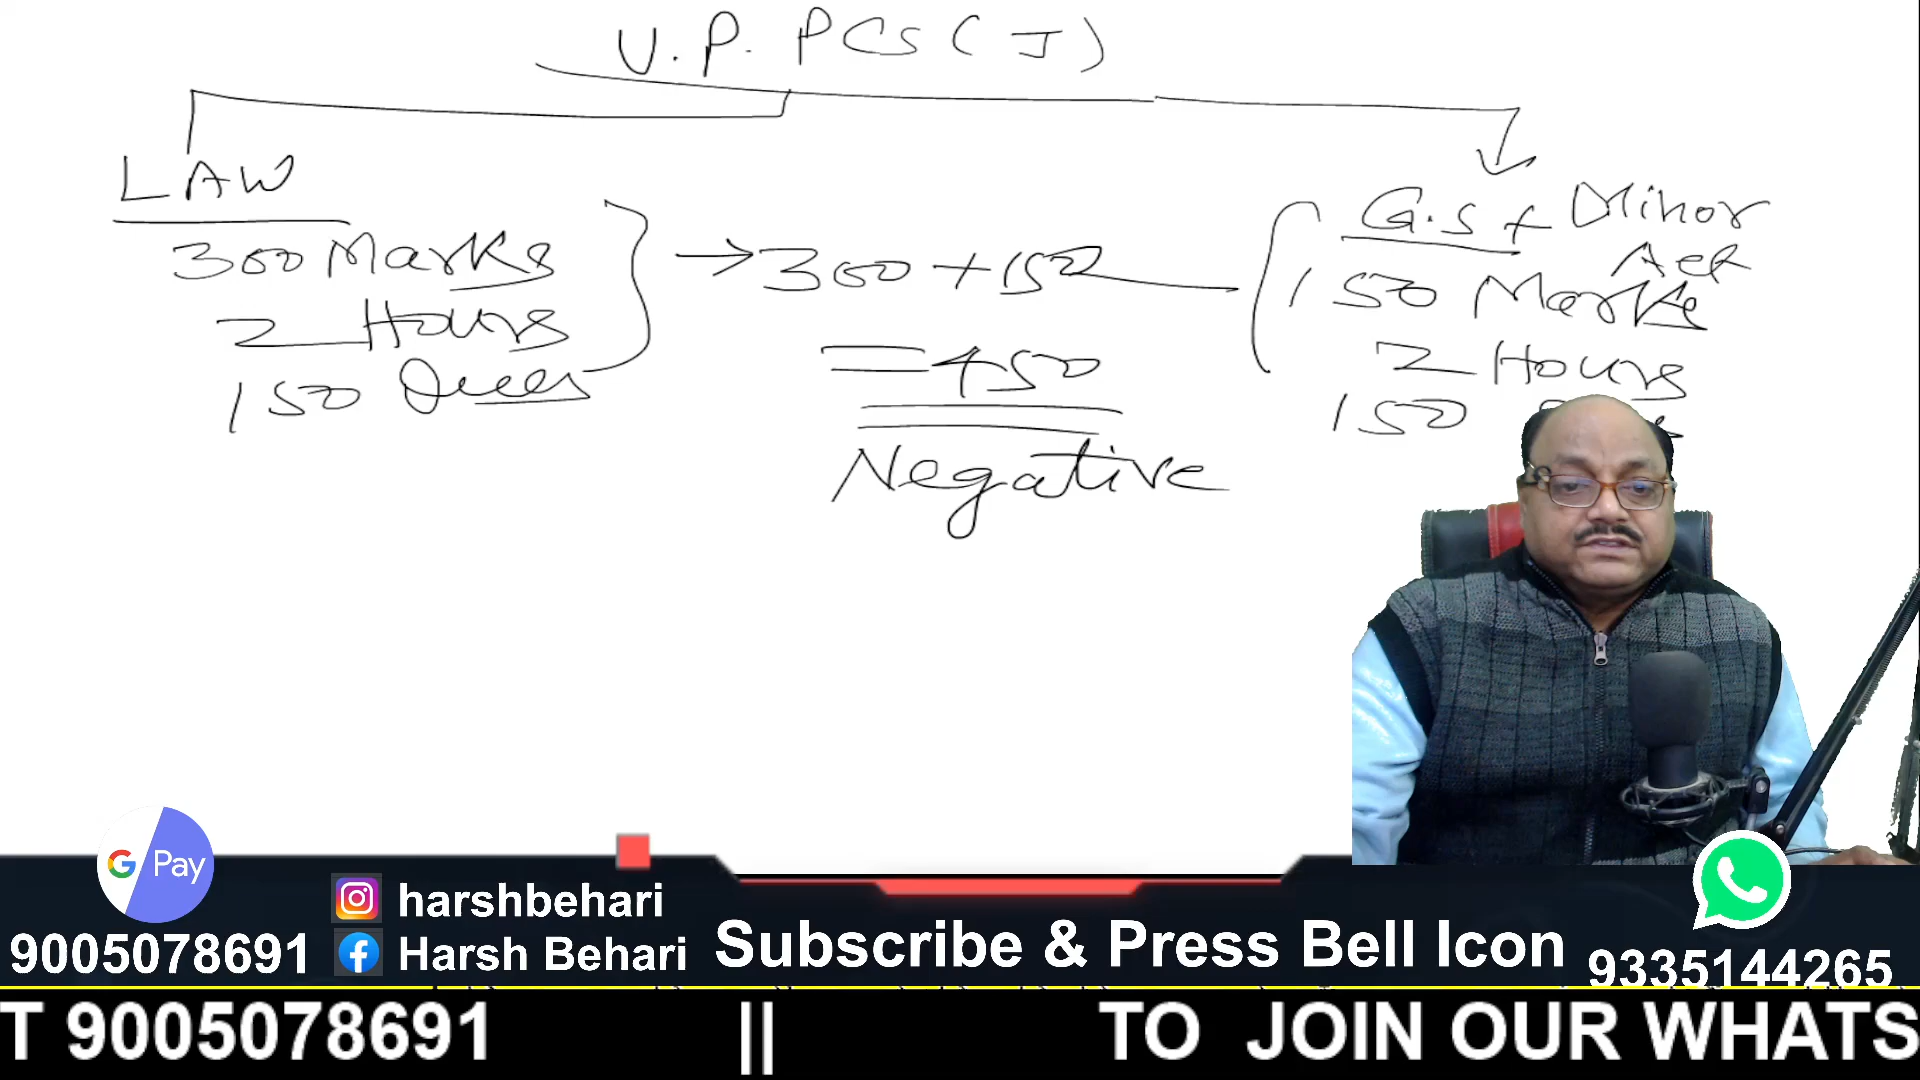 U.P. PCS (J)
LAW
300 Marks
2 Hours
150 Ques
→ 300 + 150
= 450
Negative
G.S + Minor
Act
150 Marks
2 Hours
150
G Pay
9005078691
harshbehari
Harsh Behari
Subscribe & Press Bell Icon
9335144265
T 9005078691 || TO JOIN OUR WHATS